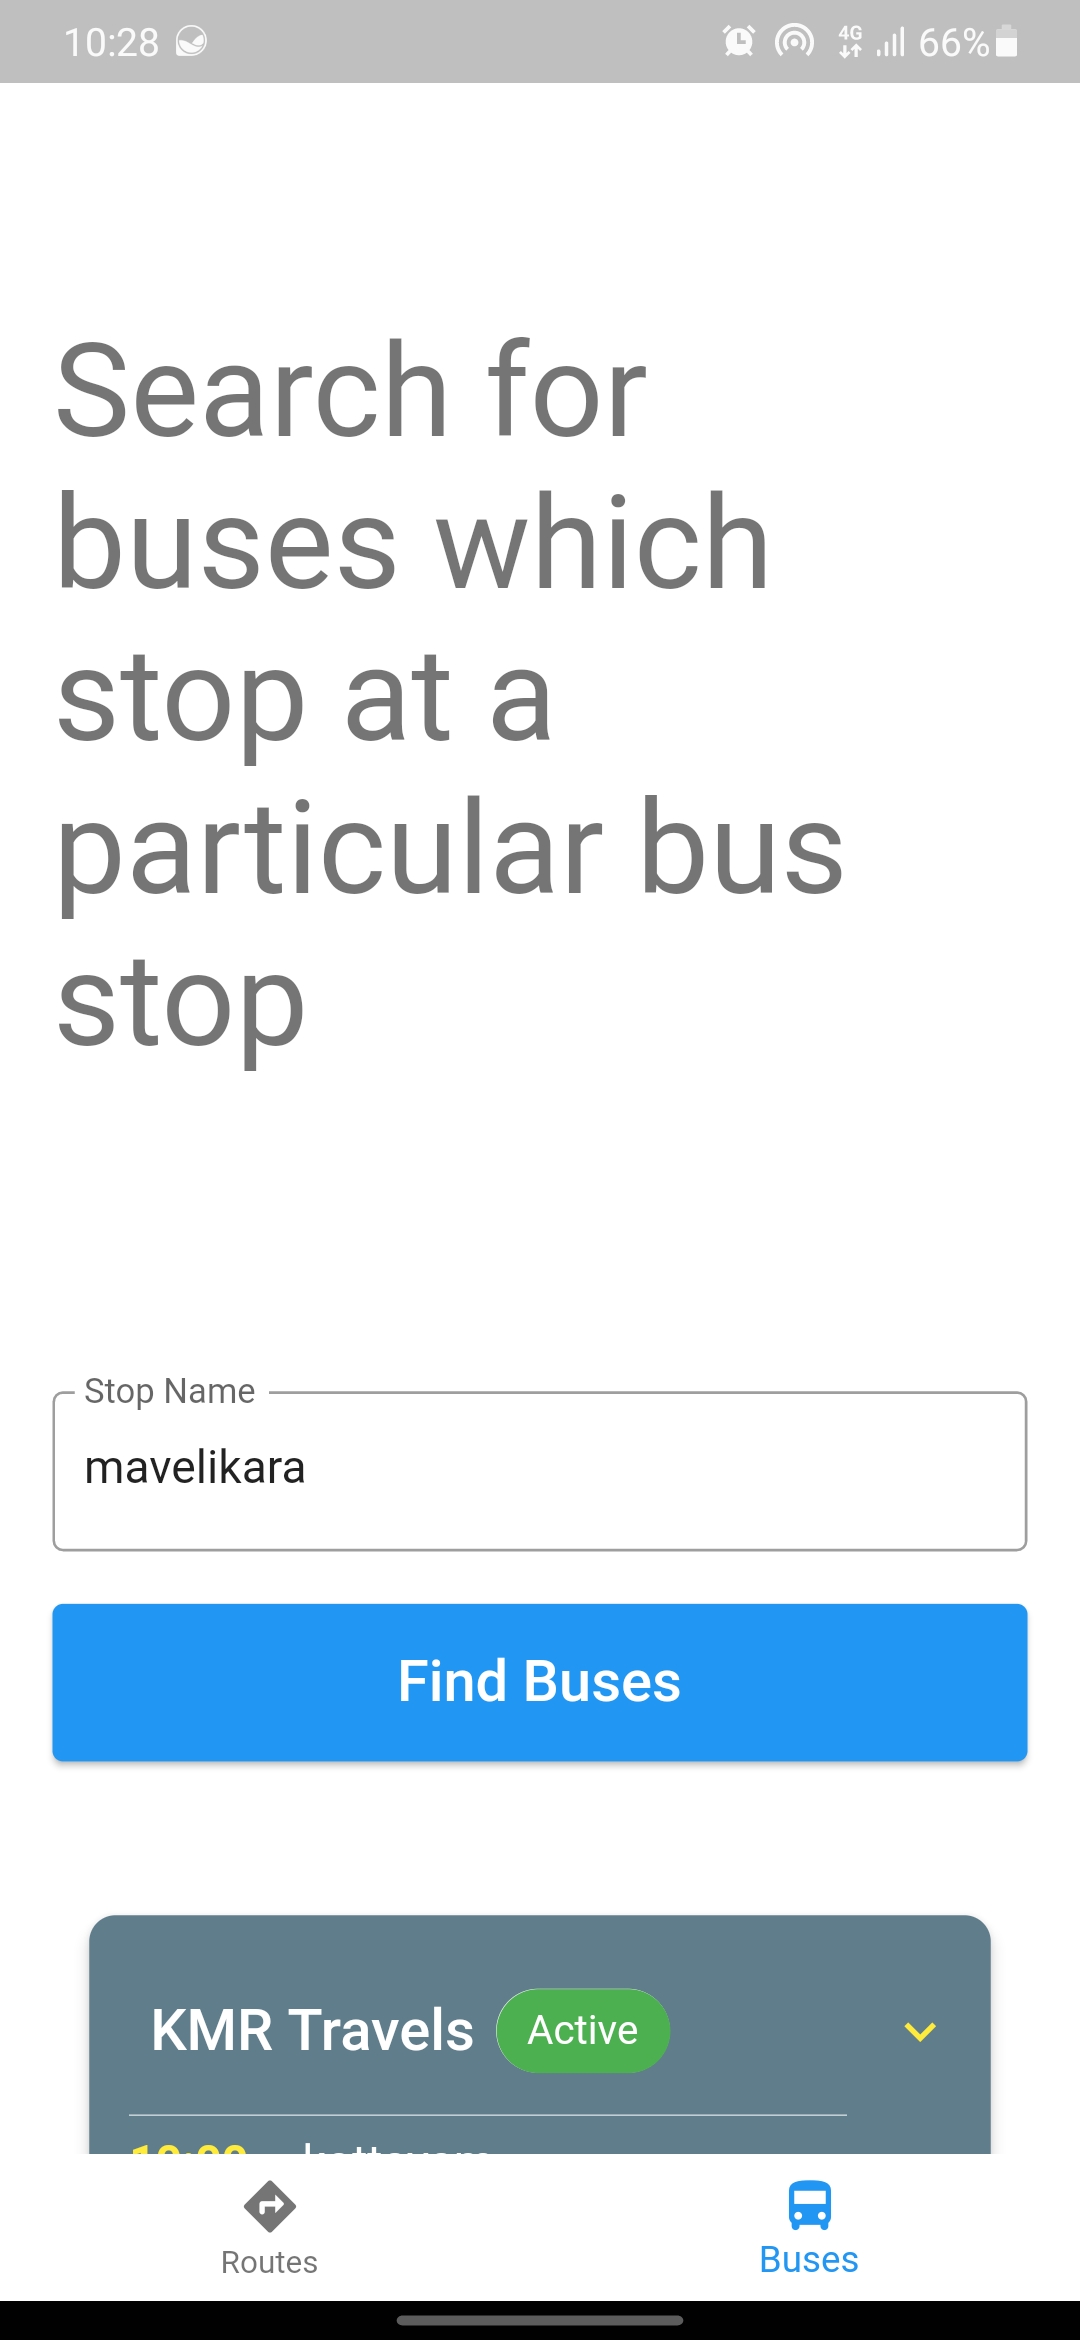 10:28 4G 66%
Search for
buses which
stop at a
particular bus
stop
Stop Name
mavelikara
Find Buses
KMR Travels Active
Routes Buses